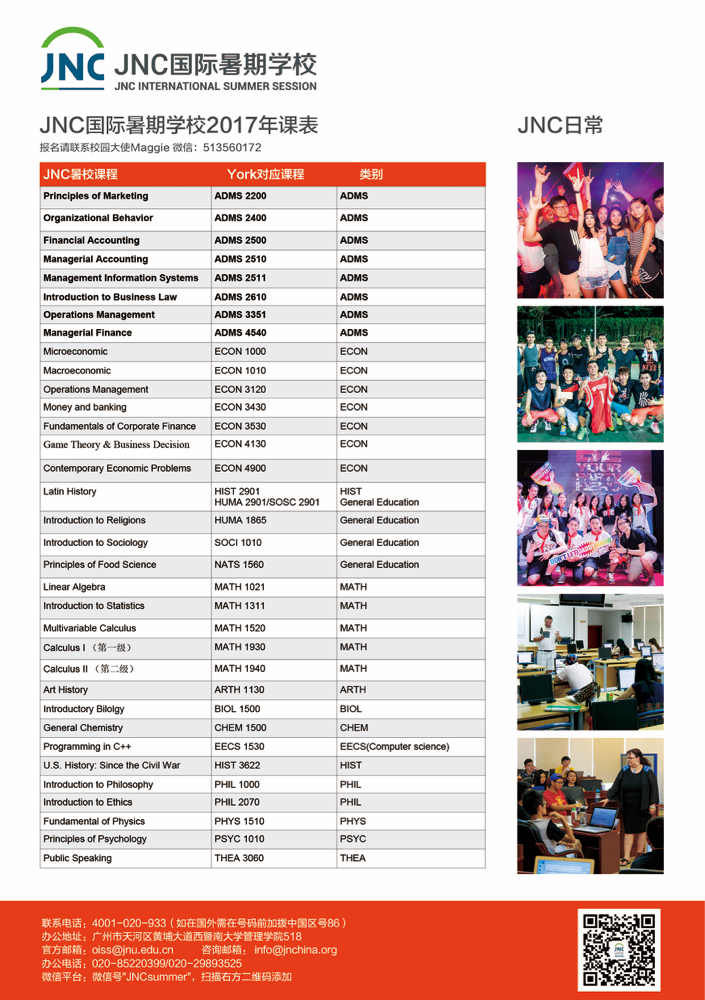 JNC JNC国际暑期学校
JNC INTERNATIONAL SUMMER SESSION
JNC国际暑期学校2017年课表
报名请联系校园大使Maggie 微信：513560172
JNC日常
JNC暑校课程 York对应课程 类别
Principles of Marketing ADMS 2200 ADMS
Organizational Behavior ADMS 2400 ADMS
Financial Accounting ADMS 2500 ADMS
Managerial Accounting ADMS 2510 ADMS
Management Information Systems ADMS 2511 ADMS
Introduction to Business Law ADMS 2610 ADMS
Operations Management ADMS 3351 ADMS
Managerial Finance ADMS 4540 ADMS
Microeconomic ECON 1000 ECON
Macroeconomic ECON 1010 ECON
Operations Management ECON 3120 ECON
Money and banking ECON 3430 ECON
Fundamentals of Corporate Finance ECON 3530 ECON
Game Theory & Business Decision ECON 4130 ECON
Contemporary Economic Problems ECON 4900 ECON
Latin History HIST 2901 HIST
HUMA 2901/SOSC 2901 General Education
Introduction to Religions HUMA 1865 General Education
Introduction to Sociology SOCI 1010 General Education
Principles of Food Science NATS 1560 General Education
Linear Algebra MATH 1021 MATH
Introduction to Statistics MATH 1311 MATH
Multivariable Calculus MATH 1520 MATH
Calculus I （第一级） MATH 1930 MATH
Calculus II （第二级） MATH 1940 MATH
Art History ARTH 1130 ARTH
Introductory Bilolgy BIOL 1500 BIOL
General Chemistry CHEM 1500 CHEM
Programming in C++ EECS 1530 EECS(Computer science)
U.S. History: Since the Civil War HIST 3622 HIST
Introduction to Philosophy PHIL 1000 PHIL
Introduction to Ethics PHIL 2070 PHIL
Fundamental of Physics PHYS 1510 PHYS
Principles of Psychology PSYC 1010 PSYC
Public Speaking THEA 3060 THEA
联系电话：4001-020-933（如在国外需在号码前加拨中国区号86）
办公地址：广州市天河区黄埔大道西暨南大学管理学院518
官方邮箱：oiss@jnu.edu.cn 咨询邮箱： info@jnchina.org
办公电话：020-85220399/020-29893525
微信平台：微信号"JNCsummer"，扫描右方二维码添加